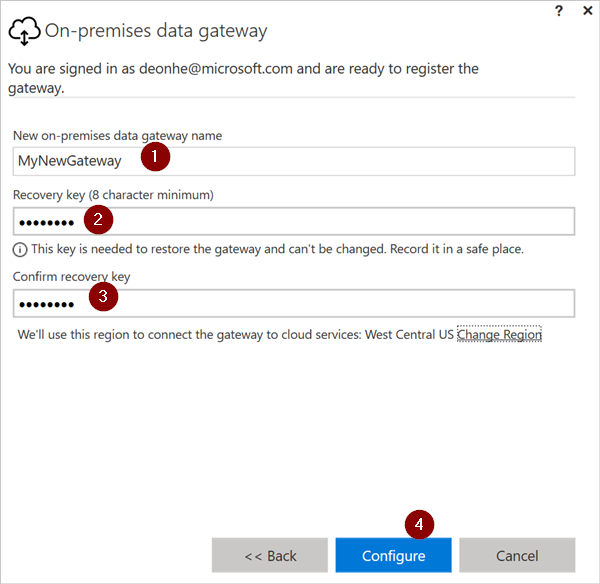 ? ×
On-premises data gateway
You are signed in as deonhe@microsoft.com and are ready to register the
gateway.
New on-premises data gateway name
MyNewGateway 1
Recovery key (8 character minimum)
•••••••• 2
This key is needed to restore the gateway and can't be changed. Record it in a safe place.
Confirm recovery key
•••••••• 3
We'll use this region to connect the gateway to cloud services: West Central US Change Region
4
<< Back Configure Cancel